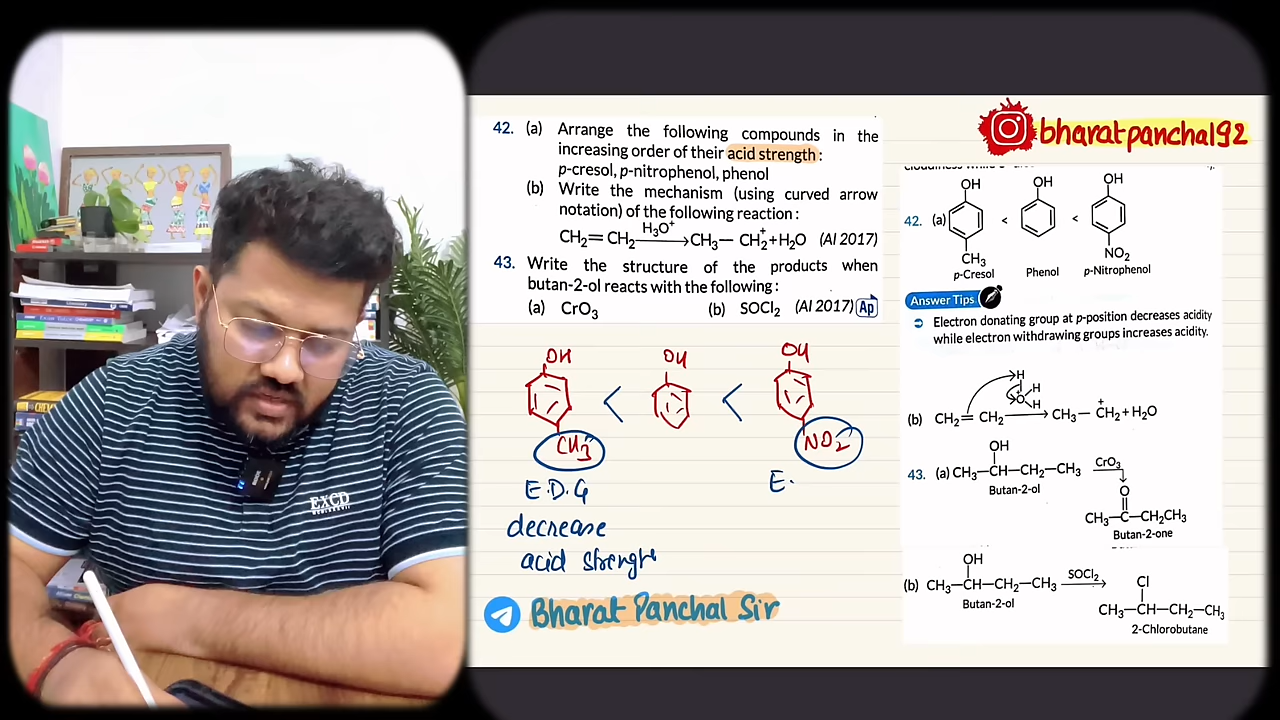 42. (a) Arrange the following compounds in the
increasing order of their acid strength :
p-cresol, p-nitrophenol, phenol
(b) Write the mechanism (using curved arrow
notation) of the following reaction :
CH₂=CH₂ —H₃O⁺→ CH₃—CH₂⁺+H₂O (AI 2017)
43. Write the structure of the products when
butan-2-ol reacts with the following :
(a) CrO₃ (b) SOCl₂ (AI 2017) Ap
OH < OH < OH
CH₃ NO₂
E.D.G E.
decrease
acid strenght
Bharat Panchal Sir
EXCD
bharatpanchal92
42. (a) OH < OH < OH
CH₃ NO₂
p-Cresol Phenol p-Nitrophenol
Answer Tips
Electron donating group at p-position decreases acidity
while electron withdrawing groups increases acidity.
H
H
O
H
(b) CH₂=CH₂ → CH₃—CH₂⁺+H₂O
OH
43. (a) CH₃—CH—CH₂—CH₃ CrO₃
Butan-2-ol
O
CH₃—C—CH₂CH₃
Butan-2-one
OH
(b) CH₃—CH—CH₂—CH₃ SOCl₂
Butan-2-ol
Cl
CH₃—CH—CH₂—CH₃
2-Chlorobutane